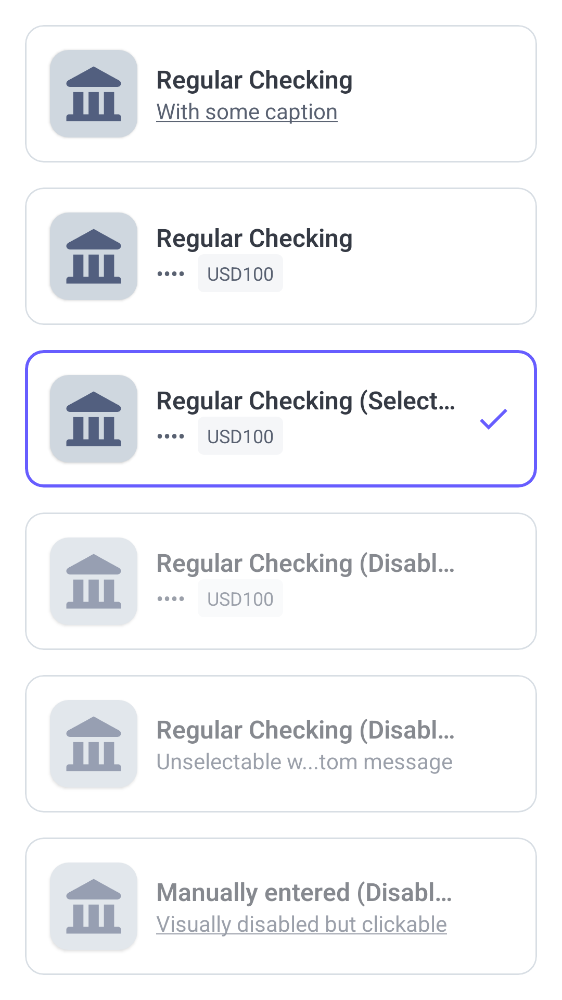 Regular Checking
With some caption
Regular Checking
•••• USD100
Regular Checking (Select...
•••• USD100
Regular Checking (Disabl...
•••• USD100
Regular Checking (Disabl...
Unselectable w...tom message
Manually entered (Disabl...
Visually disabled but clickable